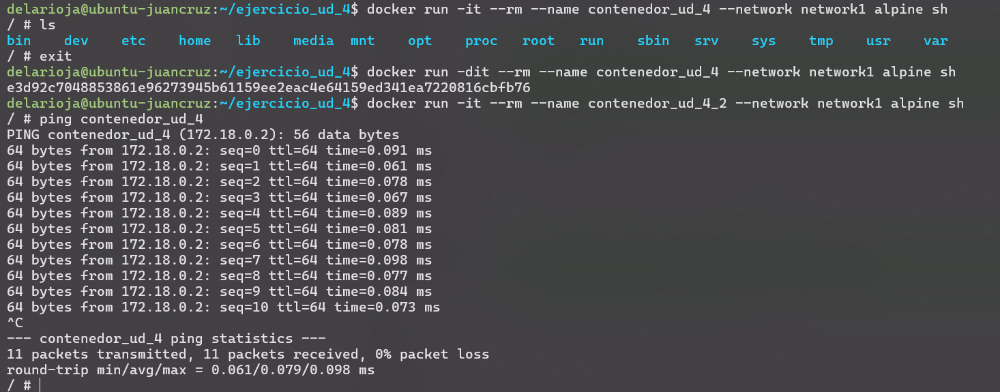 delarioja@ubuntu-juancruz:~/ejercicio_ud_4$ docker run -it --rm --name contenedor_ud_4 --network network1 alpine sh
/ # ls
bin    dev    etc    home   lib    media  mnt    opt    proc   root   run    sbin   srv    sys    tmp    usr    var
/ # exit
delarioja@ubuntu-juancruz:~/ejercicio_ud_4$ docker run -dit --rm --name contenedor_ud_4 --network network1 alpine sh
e3d92c7048853861e96273945b61159ee2eac4e64159ed341ea7220816cbfb76
delarioja@ubuntu-juancruz:~/ejercicio_ud_4$ docker run -it --rm --name contenedor_ud_4_2 --network network1 alpine sh
/ # ping contenedor_ud_4
PING contenedor_ud_4 (172.18.0.2): 56 data bytes
64 bytes from 172.18.0.2: seq=0 ttl=64 time=0.091 ms
64 bytes from 172.18.0.2: seq=1 ttl=64 time=0.061 ms
64 bytes from 172.18.0.2: seq=2 ttl=64 time=0.078 ms
64 bytes from 172.18.0.2: seq=3 ttl=64 time=0.067 ms
64 bytes from 172.18.0.2: seq=4 ttl=64 time=0.089 ms
64 bytes from 172.18.0.2: seq=5 ttl=64 time=0.081 ms
64 bytes from 172.18.0.2: seq=6 ttl=64 time=0.078 ms
64 bytes from 172.18.0.2: seq=7 ttl=64 time=0.098 ms
64 bytes from 172.18.0.2: seq=8 ttl=64 time=0.077 ms
64 bytes from 172.18.0.2: seq=9 ttl=64 time=0.084 ms
64 bytes from 172.18.0.2: seq=10 ttl=64 time=0.073 ms
^C
--- contenedor_ud_4 ping statistics ---
11 packets transmitted, 11 packets received, 0% packet loss
round-trip min/avg/max = 0.061/0.079/0.098 ms
/ #